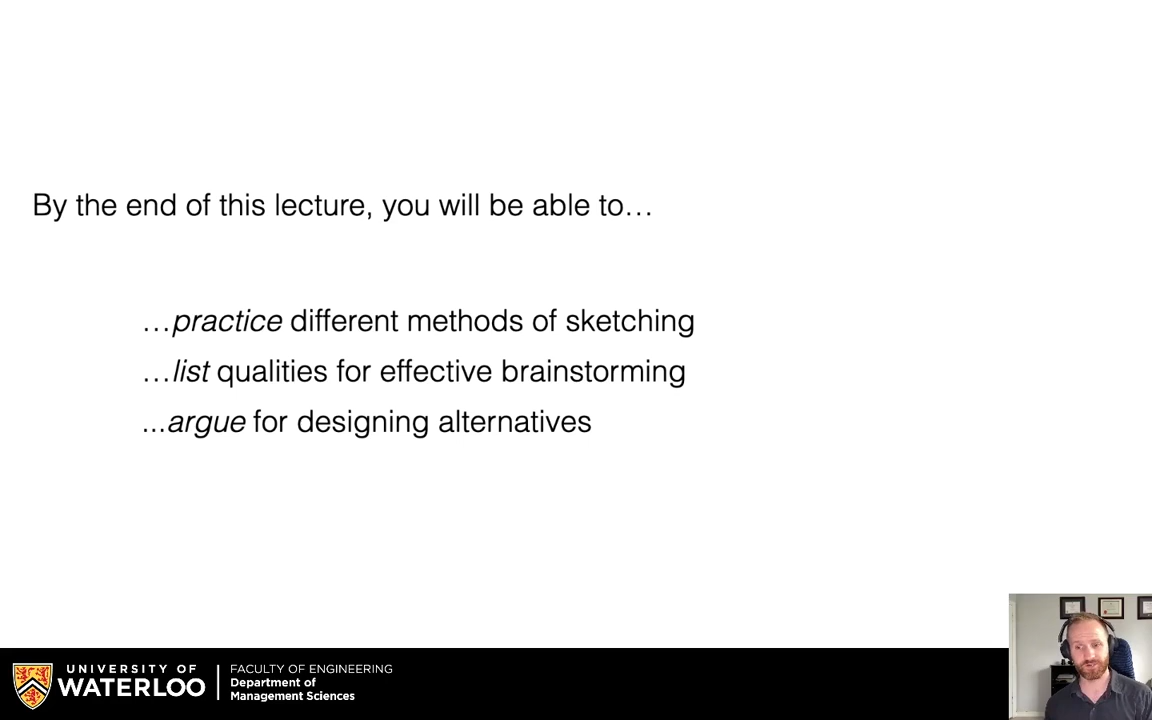 By the end of this lecture, you will be able to…
…practice different methods of sketching
…list qualities for effective brainstorming
...argue for designing alternatives
UNIVERSITY OF
WATERLOO
FACULTY OF ENGINEERING
Department of
Management Sciences